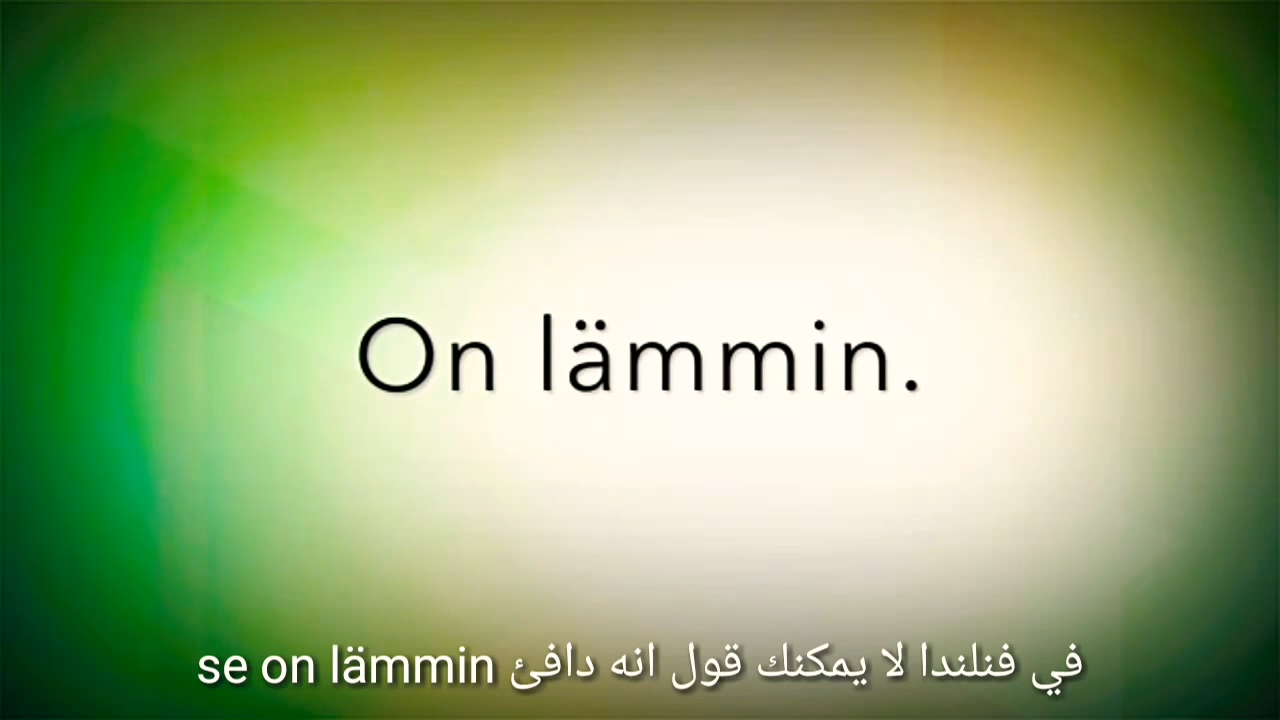 On lämmin.
في فنلندا لا يمكنك قول انه دافئ se on lämmin